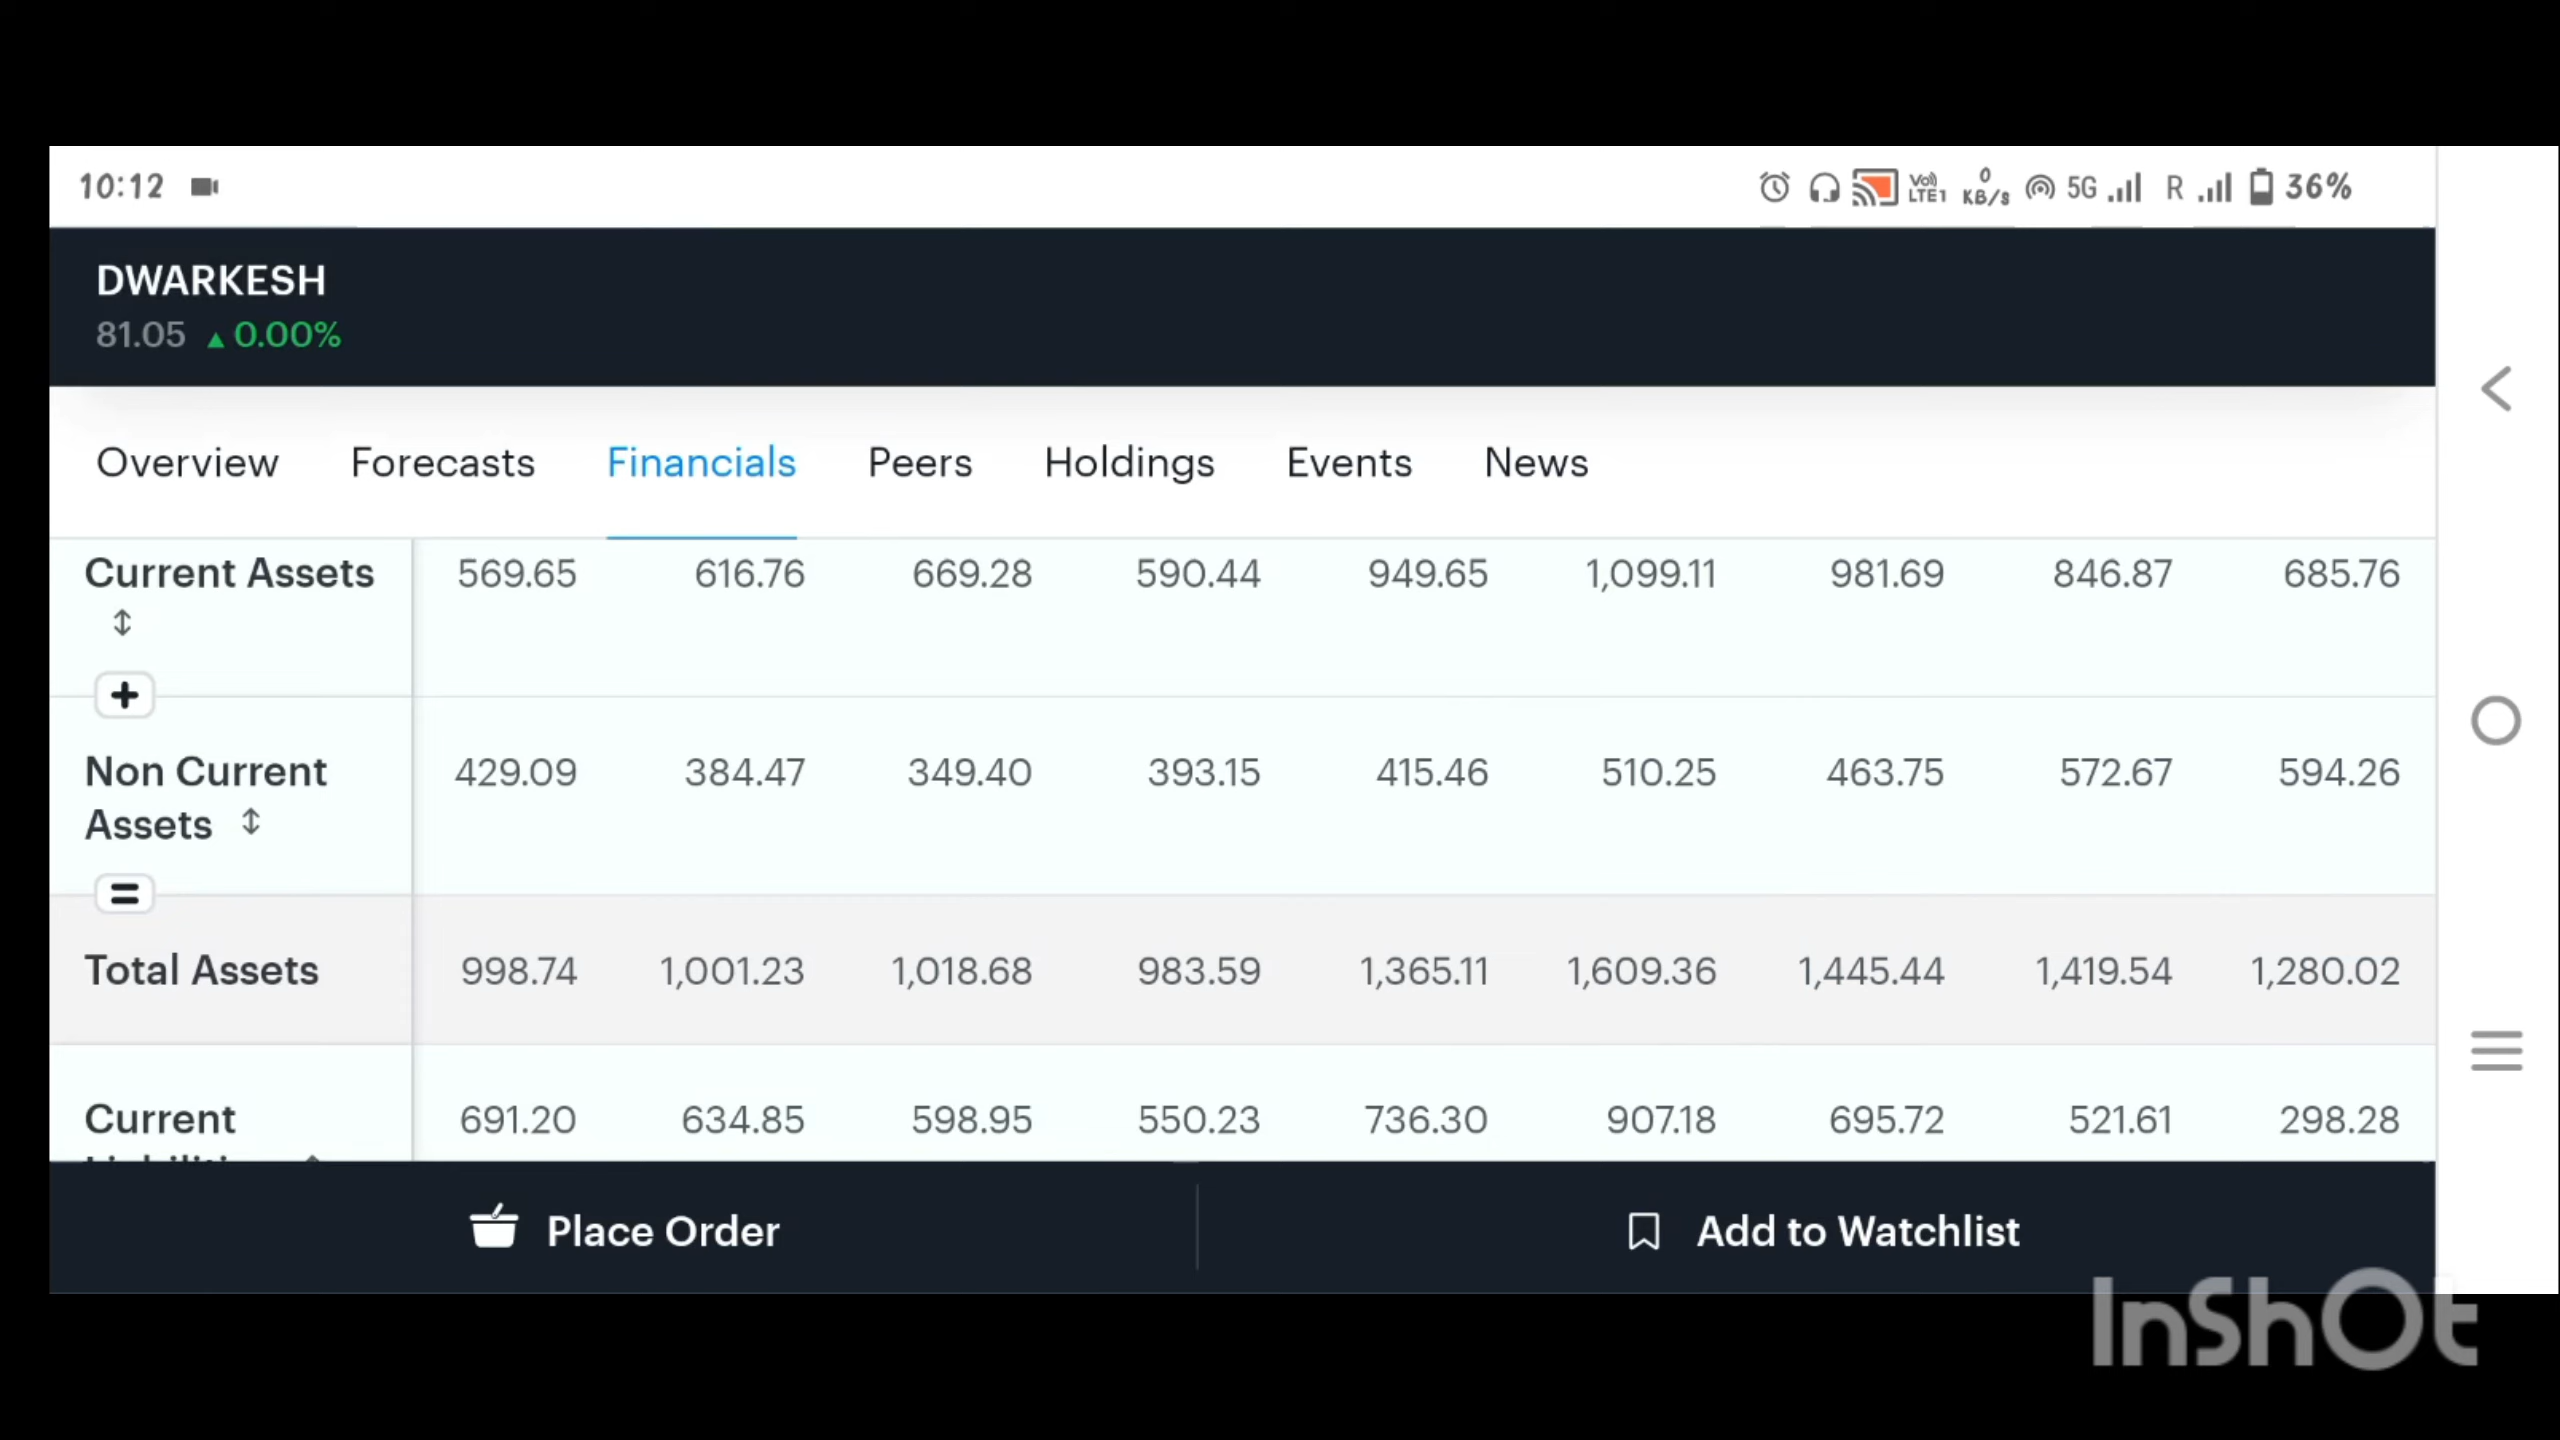 10:12 Vo) LTE1 0 KB/s 5G R 36%
DWARKESH
81.05 ▲ 0.00%
Overview Forecasts Financials Peers Holdings Events News
Current Assets 569.65 616.76 669.28 590.44 949.65 1,099.11 981.69 846.87 685.76
+
Non Current 429.09 384.47 349.40 393.15 415.46 510.25 463.75 572.67 594.26
Assets
=
Total Assets 998.74 1,001.23 1,018.68 983.59 1,365.11 1,609.36 1,445.44 1,419.54 1,280.02
Current 691.20 634.85 598.95 550.23 736.30 907.18 695.72 521.61 298.28
Place Order Add to Watchlist
InShOt